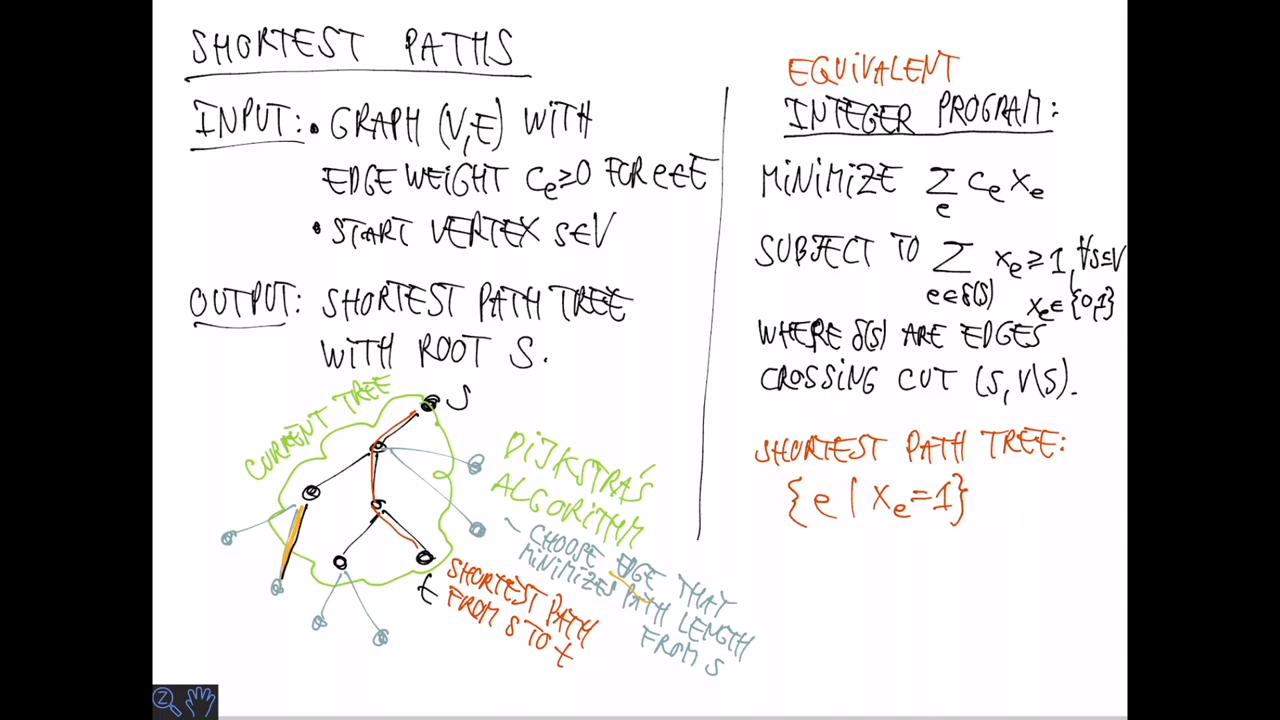 SHORTEST PATHS
INPUT: • GRAPH (V,E) WITH
EDGE WEIGHT Ce≥0 FOR e∈E
• START VERTEX S∈V
OUTPUT: SHORTEST PATH TREE
WITH ROOT S.
CURRENT TREE
S
DIJKSTRA'S
ALGORITHM
- CHOOSE EDGE THAT
MINIMIZES PATH LENGTH
FROM S
t
SHORTEST PATH
FROM S TO t
EQUIVALENT
INTEGER PROGRAM:
MINIMIZE Σ Ce Xe
e
SUBJECT TO Σ Xe≥1, ∀S⊆V
e∈δ(S) Xe∈{0,1}
WHERE δ(S) ARE EDGES
CROSSING CUT (S, V\S).
SHORTEST PATH TREE:
{e | Xe=1}
Z